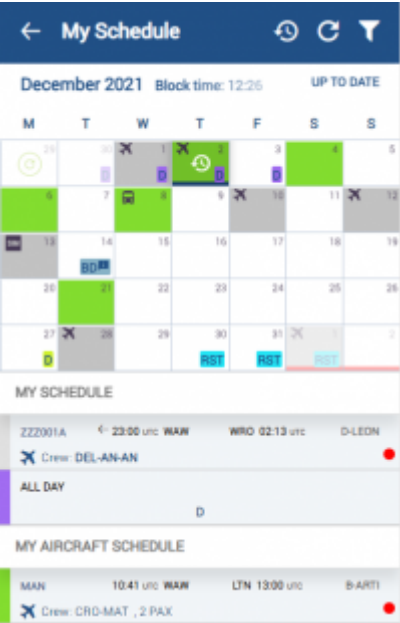 My Schedule
December 2021 Block time: 12:26 UP TO DATE
M T W T F S S
29 30 1 2 3 4 5
D D D D
6 7 8 9 10 11 12
13 14 15 16 17 18 19
BD
20 21 22 23 24 25 26
27 28 29 30 31 1 2
D RST RST RST
MY SCHEDULE
ZZZ001A 23:00 UTC WAW WRO 02:13 UTC D-LEON
Crew: DEL-AN-AN
ALL DAY
D
MY AIRCRAFT SCHEDULE
MAN 10:41 UTC WAW LTN 13:00 UTC B-ARTI
Crew: CRO-MAT , 2 PAX